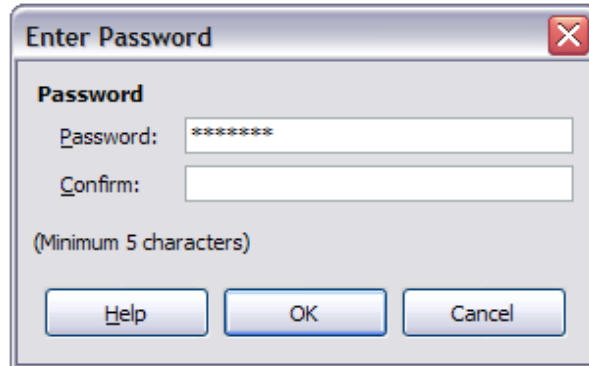 Enter Password
Password
Password: *******
Confirm:
(Minimum 5 characters)
Help OK Cancel